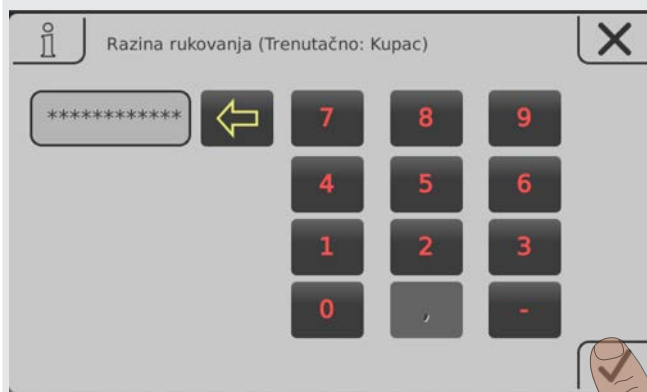 i
Razina rukovanja (Trenutačno: Kupac)
************
7 8 9
4 5 6
1 2 3
0 , -